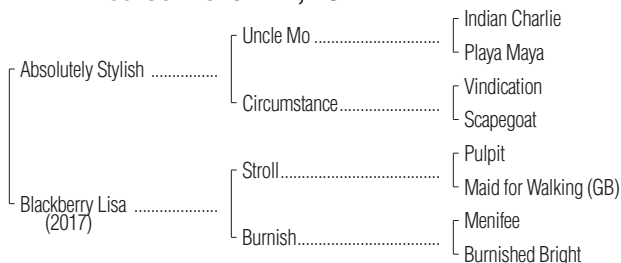 Indian Charlie
Uncle Mo ..................................
Playa Maya
Absolutely Stylish ................
Vindication
Circumstance...........................
Scapegoat
Pulpit
Stroll..........................................
Maid for Walking (GB)
Blackberry Lisa ....................
(2017)
Menifee
Burnish......................................
Burnished Bright